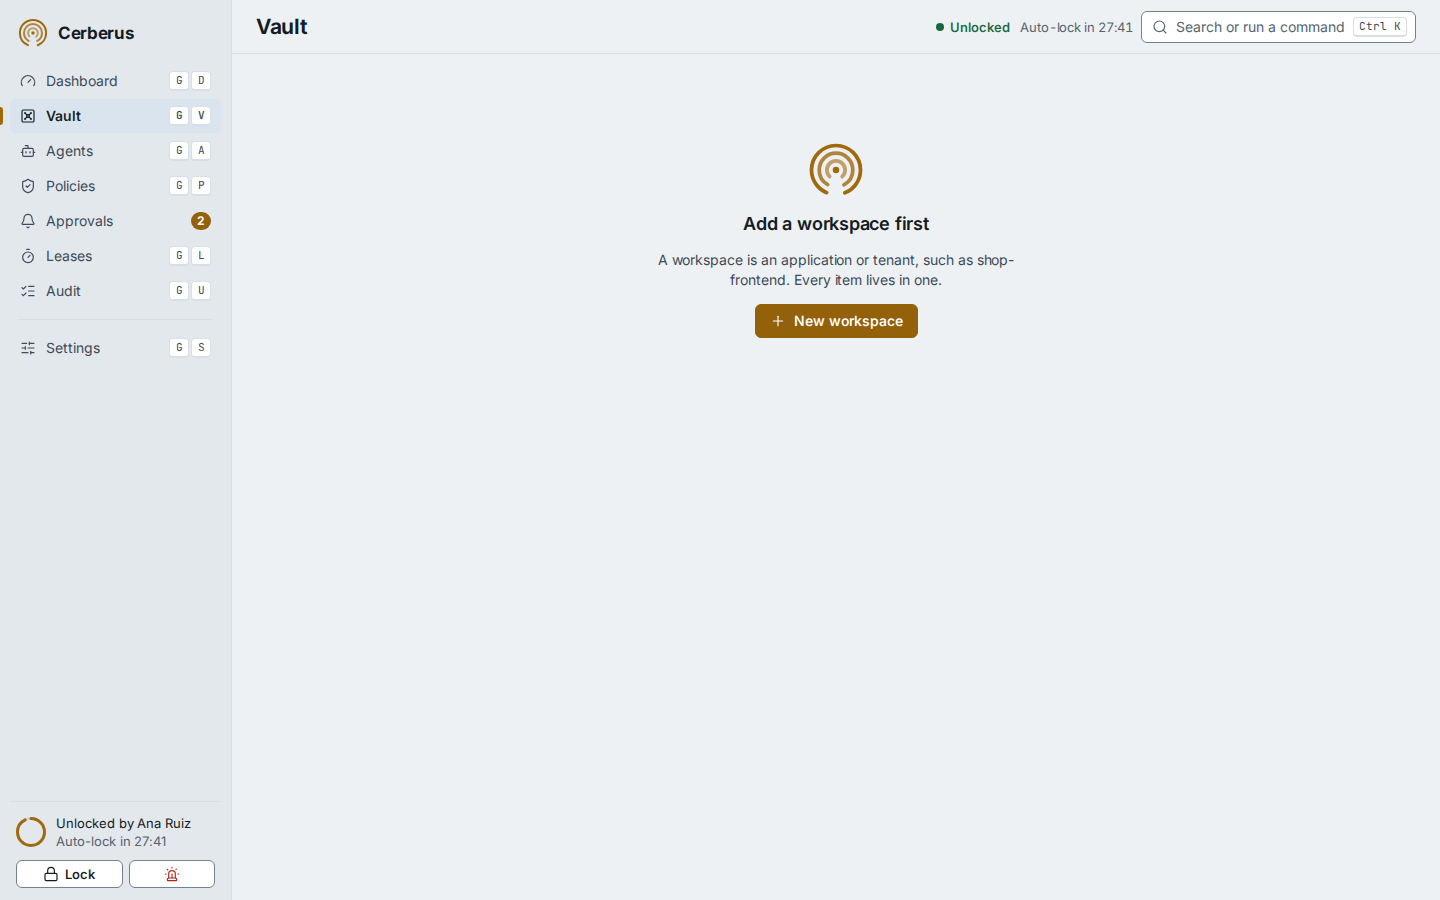 Cerberus
Dashboard G D
Vault G V
Agents G A
Policies G P
Approvals 2
Leases G L
Audit G U
Settings G S
Unlocked by Ana Ruiz
Auto-lock in 27:41
Lock
Vault
Unlocked Auto-lock in 27:41
Search or run a command Ctrl K
Add a workspace first
A workspace is an application or tenant, such as shop-
frontend. Every item lives in one.
New workspace